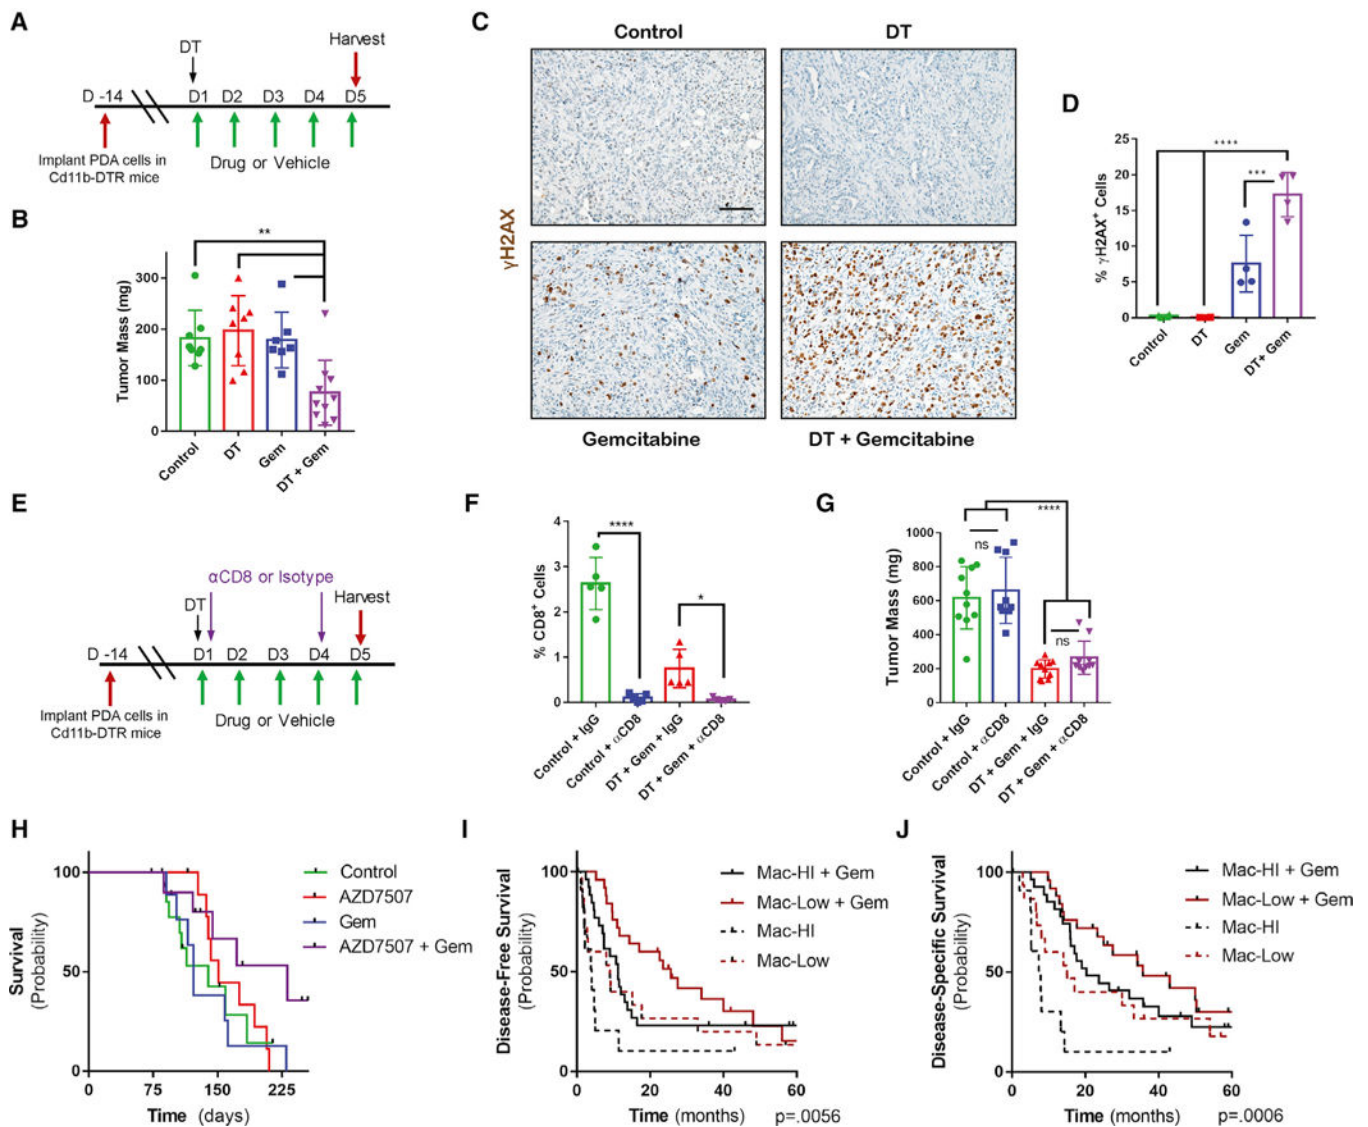 A
Harvest
DT
D -14
D1
D2
D3
D4
D5
Implant PDA cells in
Cd11b-DTR mice
Drug or Vehicle
B
**
Tumor Mass (mg)
300
200
100
0
Control
DT
Gem
DT + Gem
C
Control
DT
γH2AX
Gemcitabine
DT + Gemcitabine
D
% γH2AX⁺ Cells
25
20
15
10
5
0
****
***
Control
DT
Gem
DT+ Gem
E
αCD8 or Isotype
DT
Harvest
D -14
D1
D2
D3
D4
D5
Implant PDA cells in
Cd11b-DTR mice
Drug or Vehicle
F
% CD8⁺ Cells
4
3
2
1
0
****
*
Control + IgG
Control + αCD8
DT + Gem + IgG
DT + Gem + αCD8
G
Tumor Mass (mg)
1000
800
600
400
200
0
****
ns
ns
Control + IgG
Control + αCD8
DT + Gem + IgG
DT + Gem + αCD8
H
Survival
(Probability)
100
50
0
0
75
150
225
Time (days)
Control
AZD7507
Gem
AZD7507 + Gem
I
Disease-Free Survival
(Probability)
100
50
0
0
20
40
60
Time (months)
p=.0056
Mac-HI + Gem
Mac-Low + Gem
Mac-HI
Mac-Low
J
Disease-Specific Survival
(Probability)
100
50
0
0
20
40
60
Time (months)
p=.0006
Mac-HI + Gem
Mac-Low + Gem
Mac-HI
Mac-Low